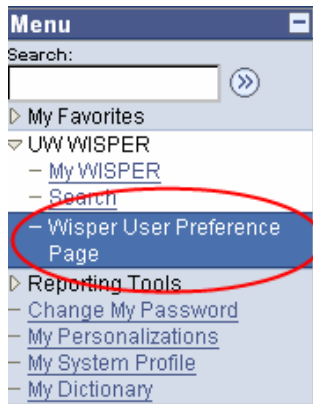 Menu
Search:
My Favorites
UW WISPER
My WISPER
Search
Wisper User Preference
Page
Reporting Tools
Change My Password
My Personalizations
My System Profile
My Dictionary